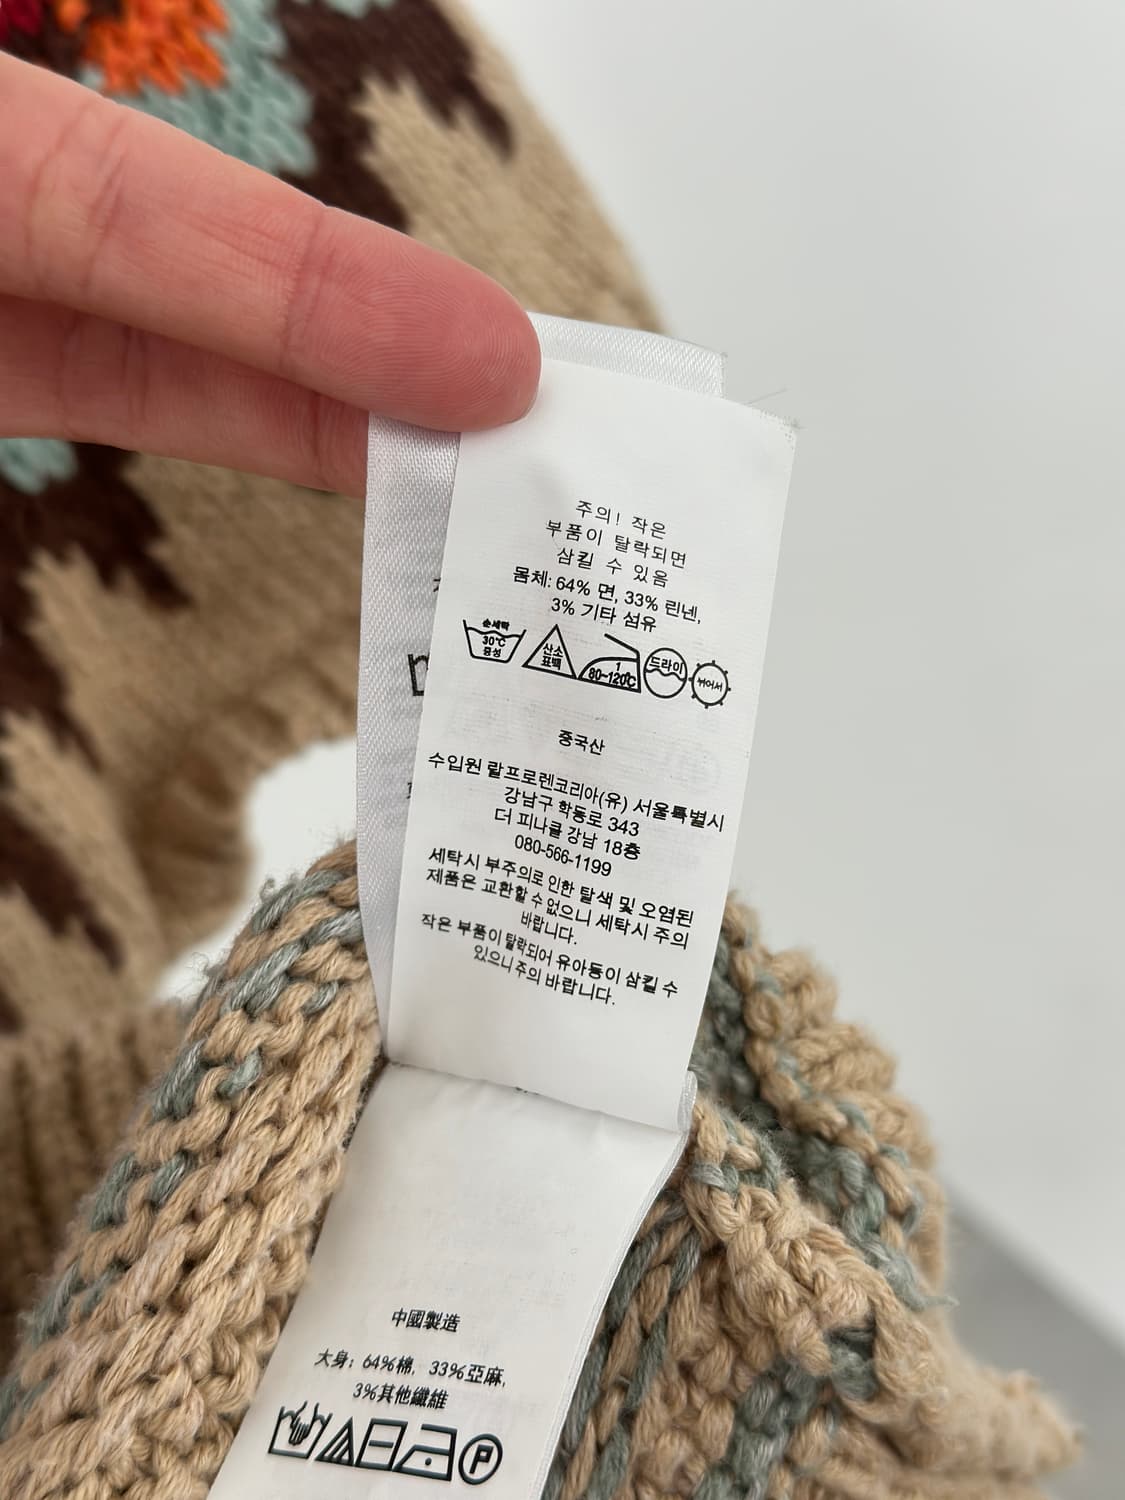 주의! 작은
부품이 탈락되면
삼킬 수 있음
몸체: 64% 면, 33% 린넨,
3% 기타 섬유
손세탁
30℃
중성
산소
표백
1
80~120℃
드라이
뉘어서
중국산
수입원 랄프로렌코리아(유) 서울특별시
강남구 학동로 343
더 피나클 강남 18층
080-566-1199
세탁시 부주의로 인한 탈색 및 오염된
제품은 교환할 수 없으니 세탁시 주의
바랍니다.
작은 부품이 탈락되어 유아등이 삼킬 수
있으니 주의 바랍니다.
中國製造
大身: 64%棉, 33%亞麻,
3%其他纖維
P